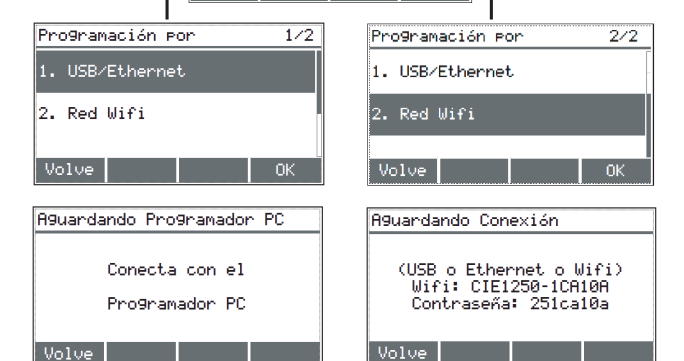 Programación por 1/2
1. USB/Ethernet
2. Red Wifi
Volve OK
Programación por 2/2
1. USB/Ethernet
2. Red Wifi
Volve OK
Aguardando Programador PC
Conecta con el
Programador PC
Volve
Aguardando Conexión
(USB o Ethernet o Wifi)
Wifi: CIE1250-1CA10A
Contraseña: 251ca10a
Volve